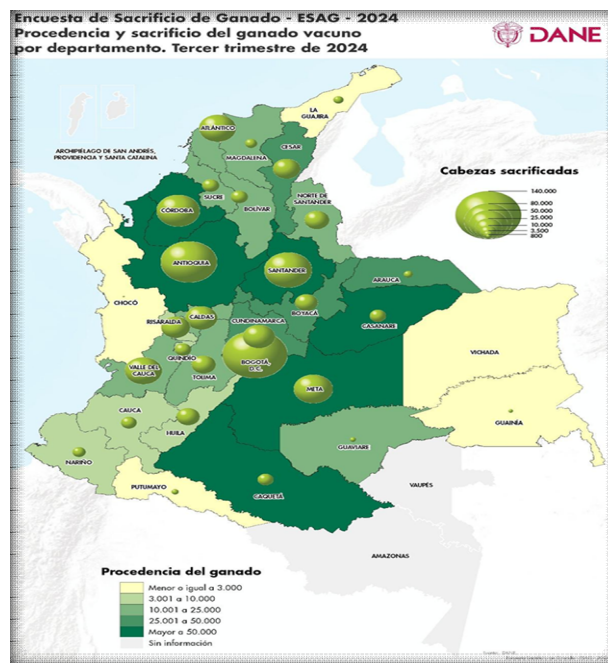 Encuesta de Sacrificio de Ganado - ESAG - 2024
Procedencia y sacrificio del ganado vacuno
por departamento. Tercer trimestre de 2024
DANE
LA
GUAJIRA
ATLÁNTICO
CESAR
MAGDALENA
ARCHIPIÉLAGO DE SAN ANDRÉS,
PROVIDENCIA Y SANTA CATALINA
Cabezas sacrificadas
140.000
80.000
50.000
25.000
10.000
3.500
800
SUCRE
NORTE DE
SANTANDER
CÓRDOBA
BOLÍVAR
ANTIOQUIA
SANTANDER
ARAUCA
CHOCÓ
BOYACÁ
CALDAS
RISARALDA
CUNDINAMARCA
CASANARE
QUINDÍO
VICHADA
VALLE DEL
CAUCA
TOLIMA
BOGOTÁ,
D.C.
META
CAUCA
GUAINÍA
HUILA
GUAVIARE
NARIÑO
PUTUMAYO
CAQUETÁ
VAUPÉS
AMAZONAS
Procedencia del ganado
Menor o igual a 3.000
3.001 a 10.000
10.001 a 25.000
25.001 a 50.000
Mayor a 50.000
Sin información